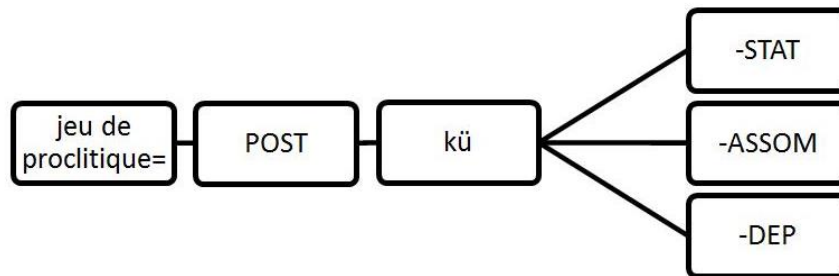 jeu de
proclitique=
POST
kü
-STAT
-ASSOM
-DEP